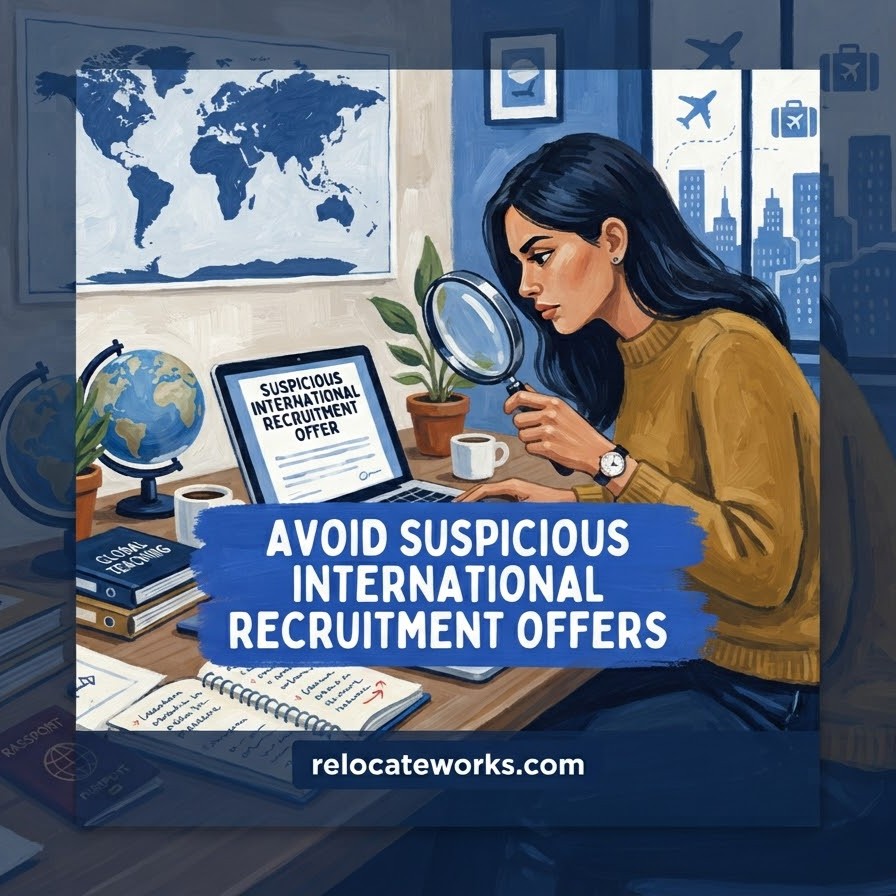 SUSPICIOUS
INTERNATIONAL
RECRUITMENT
OFFER
GLOBAL
TEACHING
AVOID SUSPICIOUS
INTERNATIONAL
RECRUITMENT OFFERS
relocateworks.com